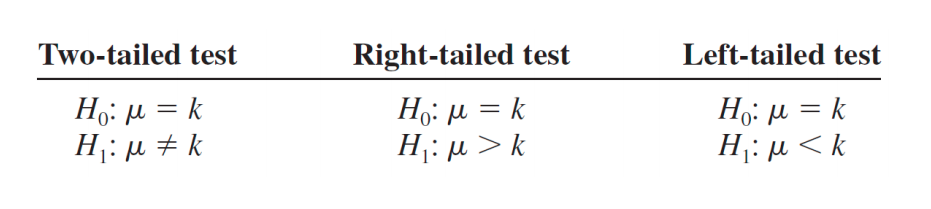 Two-tailed test Right-tailed test Left-tailed test
H₀: μ = k H₀: μ = k H₀: μ = k
H₁: μ ≠ k H₁: μ > k H₁: μ < k